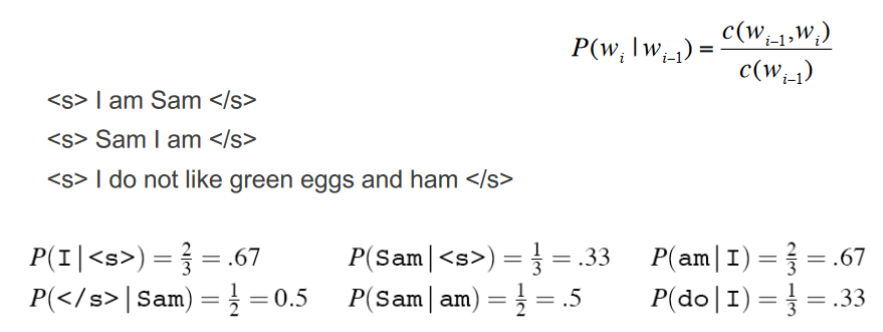 P(w_i | w_{i-1}) = c(w_{i-1}, w_i) / c(w_{i-1})
<s> I am Sam </s>
<s> Sam I am </s>
<s> I do not like green eggs and ham </s>
P(I|<s>) = 2/3 = .67 P(Sam|<s>) = 1/3 = .33 P(am|I) = 2/3 = .67
P(</s>|Sam) = 1/2 = 0.5 P(Sam|am) = 1/2 = .5 P(do|I) = 1/3 = .33